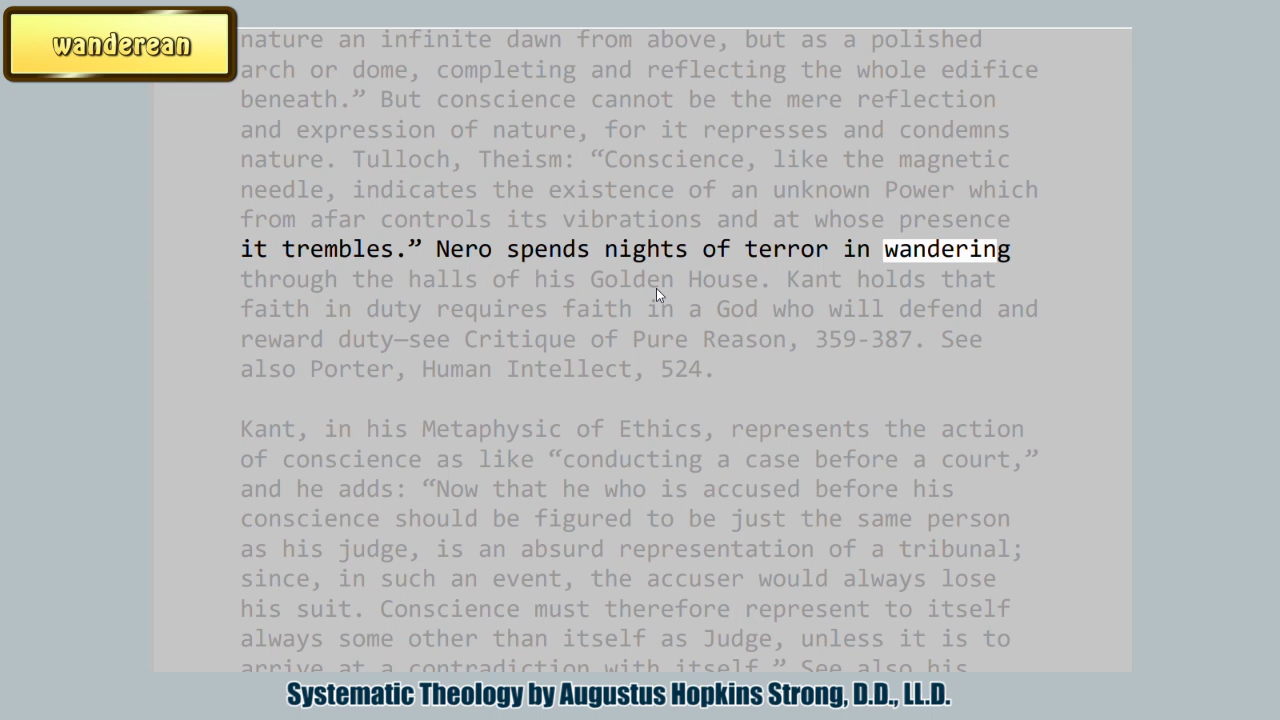 wanderean
nature an infinite dawn from above, but as a polished
arch or dome, completing and reflecting the whole edifice
beneath.” But conscience cannot be the mere reflection
and expression of nature, for it represses and condemns
nature. Tulloch, Theism: “Conscience, like the magnetic
needle, indicates the existence of an unknown Power which
from afar controls its vibrations and at whose presence
it trembles.” Nero spends nights of terror in wandering
through the halls of his Golden House. Kant holds that
faith in duty requires faith in a God who will defend and
reward duty—see Critique of Pure Reason, 359-387. See
also Porter, Human Intellect, 524.
Kant, in his Metaphysic of Ethics, represents the action
of conscience as like “conducting a case before a court,”
and he adds: “Now that he who is accused before his
conscience should be figured to be just the same person
as his judge, is an absurd representation of a tribunal;
since, in such an event, the accuser would always lose
his suit. Conscience must therefore represent to itself
always some other than itself as Judge, unless it is to
arrive at a contradiction with itself.” See also his
Systematic Theology by Augustus Hopkins Strong, D.D., LL.D.